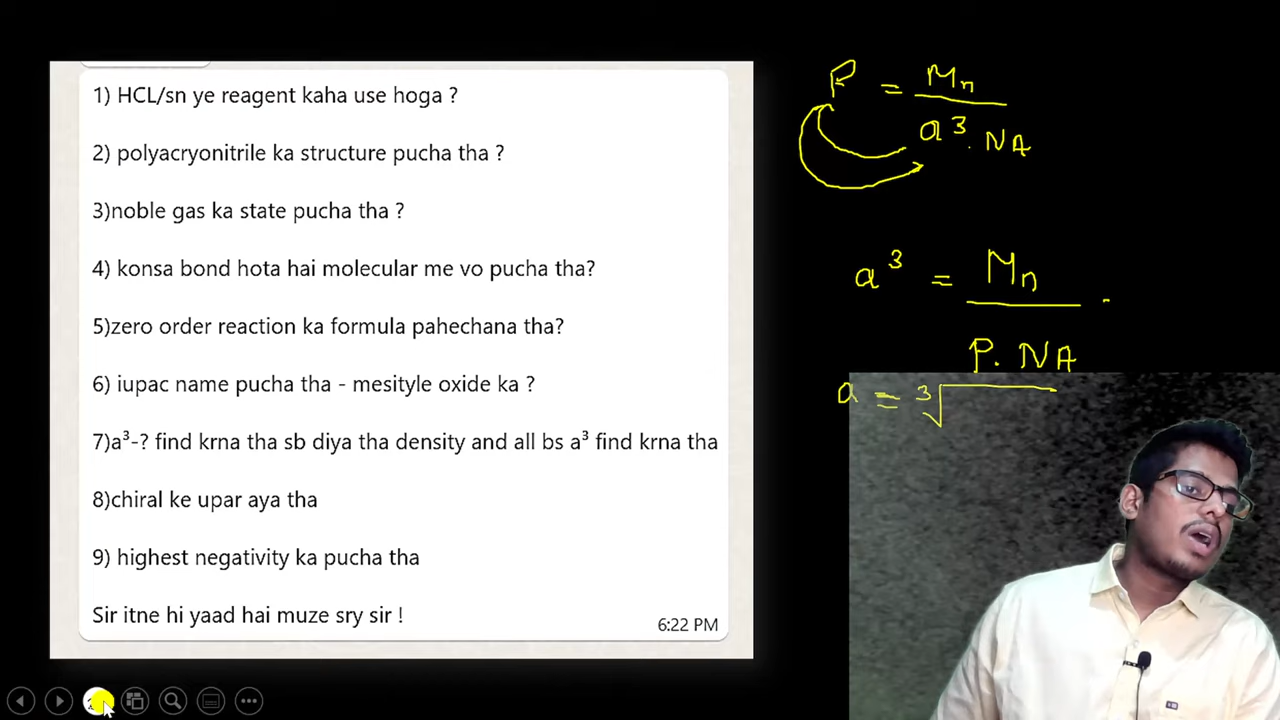 1) HCL/sn ye reagent kaha use hoga ?
2) polyacryonitrile ka structure pucha tha ?
3)noble gas ka state pucha tha ?
4) konsa bond hota hai molecular me vo pucha tha?
5)zero order reaction ka formula pahechana tha?
6) iupac name pucha tha - mesityle oxide ka ?
7)a³-? find krna tha sb diya tha density and all bs a³ find krna tha
8)chiral ke upar aya tha
9) highest negativity ka pucha tha
Sir itne hi yaad hai muze sry sir !
6:22 PM
P = Mn
a³. NA
a³ = Mn
P. NA
a = ³√